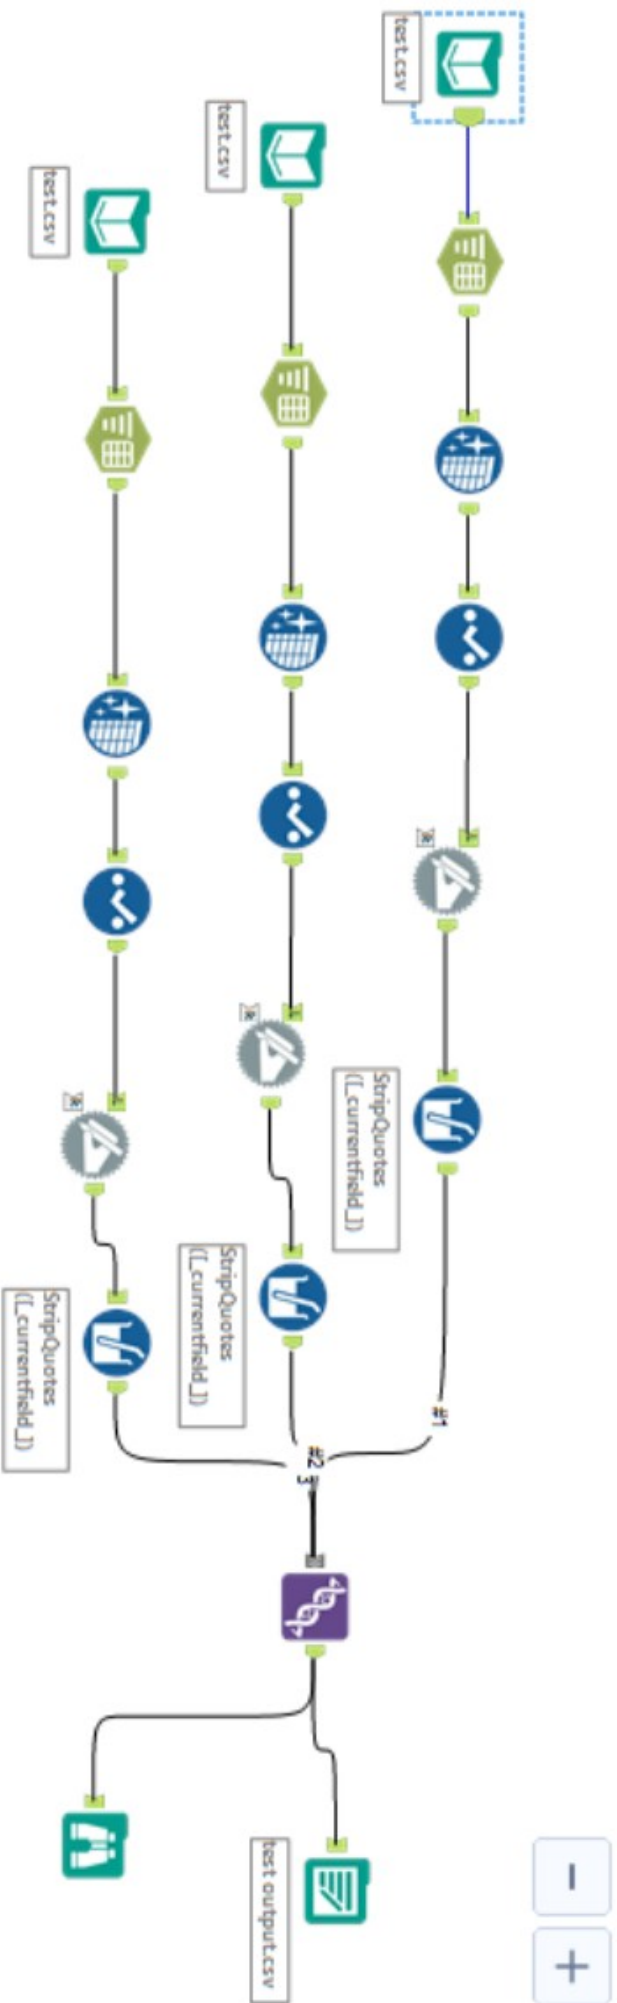 -
+
test.csv
StripQuotes
([_currentfield_])
#1
test.csv
StripQuotes
([_currentfield_])
#2
3
test output.csv
test.csv
StripQuotes
([_currentfield_])